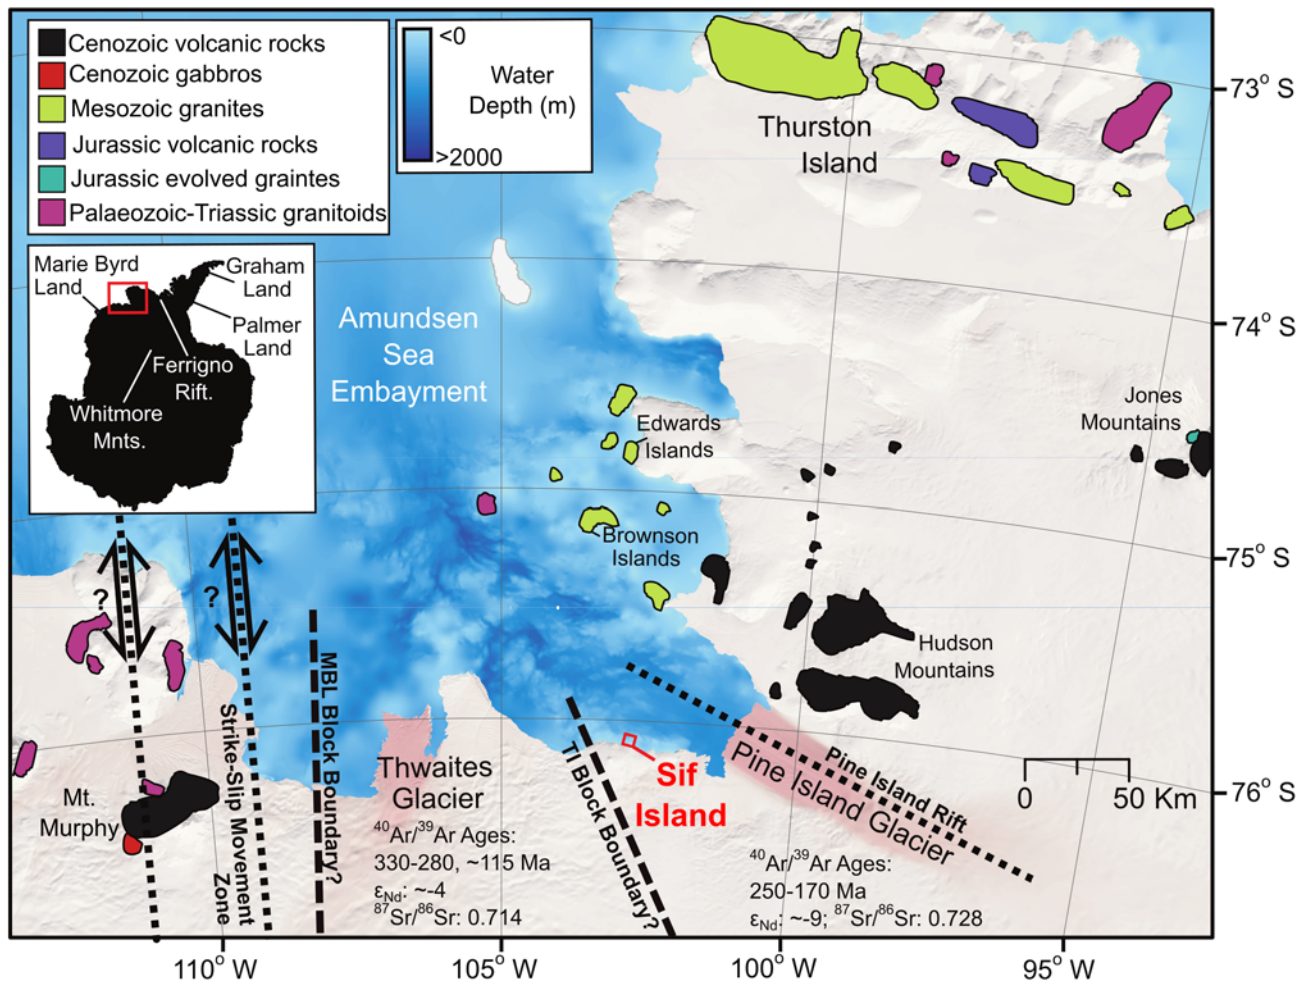 Cenozoic volcanic rocks
Cenozoic gabbros
Mesozoic granites
Jurassic volcanic rocks
Jurassic evolved graintes
Palaeozoic-Triassic granitoids
<0
Water
Depth (m)
>2000
Thurston
Island
73° S
Marie Byrd
Land
Graham
Land
Palmer
Land
Ferrigno
Rift.
Whitmore
Mnts.
Amundsen
Sea
Embayment
74° S
Edwards
Islands
Jones
Mountains
Brownson
Islands
75° S
?
?
Hudson
Mountains
MBL Block Boundary?
Strike-Slip Movement
Zone
Thwaites
Glacier
⁴⁰Ar/³⁹Ar Ages:
330-280, ~115 Ma
εNd: ~-4
⁸⁷Sr/⁸⁶Sr: 0.714
TI Block Boundary?
Sif
Island
Pine Island Rift
Pine Island Glacier
0 50 Km
76° S
Mt.
Murphy
⁴⁰Ar/³⁹Ar Ages:
250-170 Ma
εNd: ~-9; ⁸⁷Sr/⁸⁶Sr: 0.728
110° W
105° W
100° W
95° W